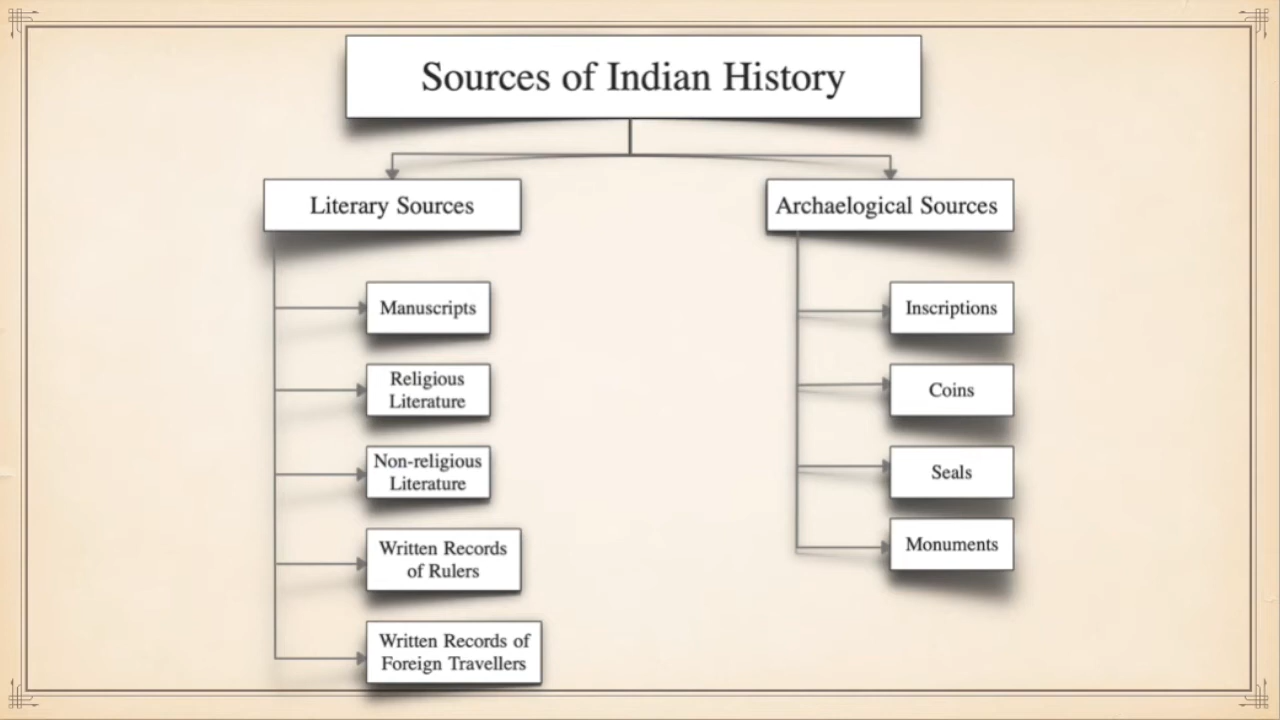 Sources of Indian History
Literary Sources
Manuscripts
Religious
Literature
Non-religious
Literature
Written Records
of Rulers
Written Records of
Foreign Travellers
Archaelogical Sources
Inscriptions
Coins
Seals
Monuments